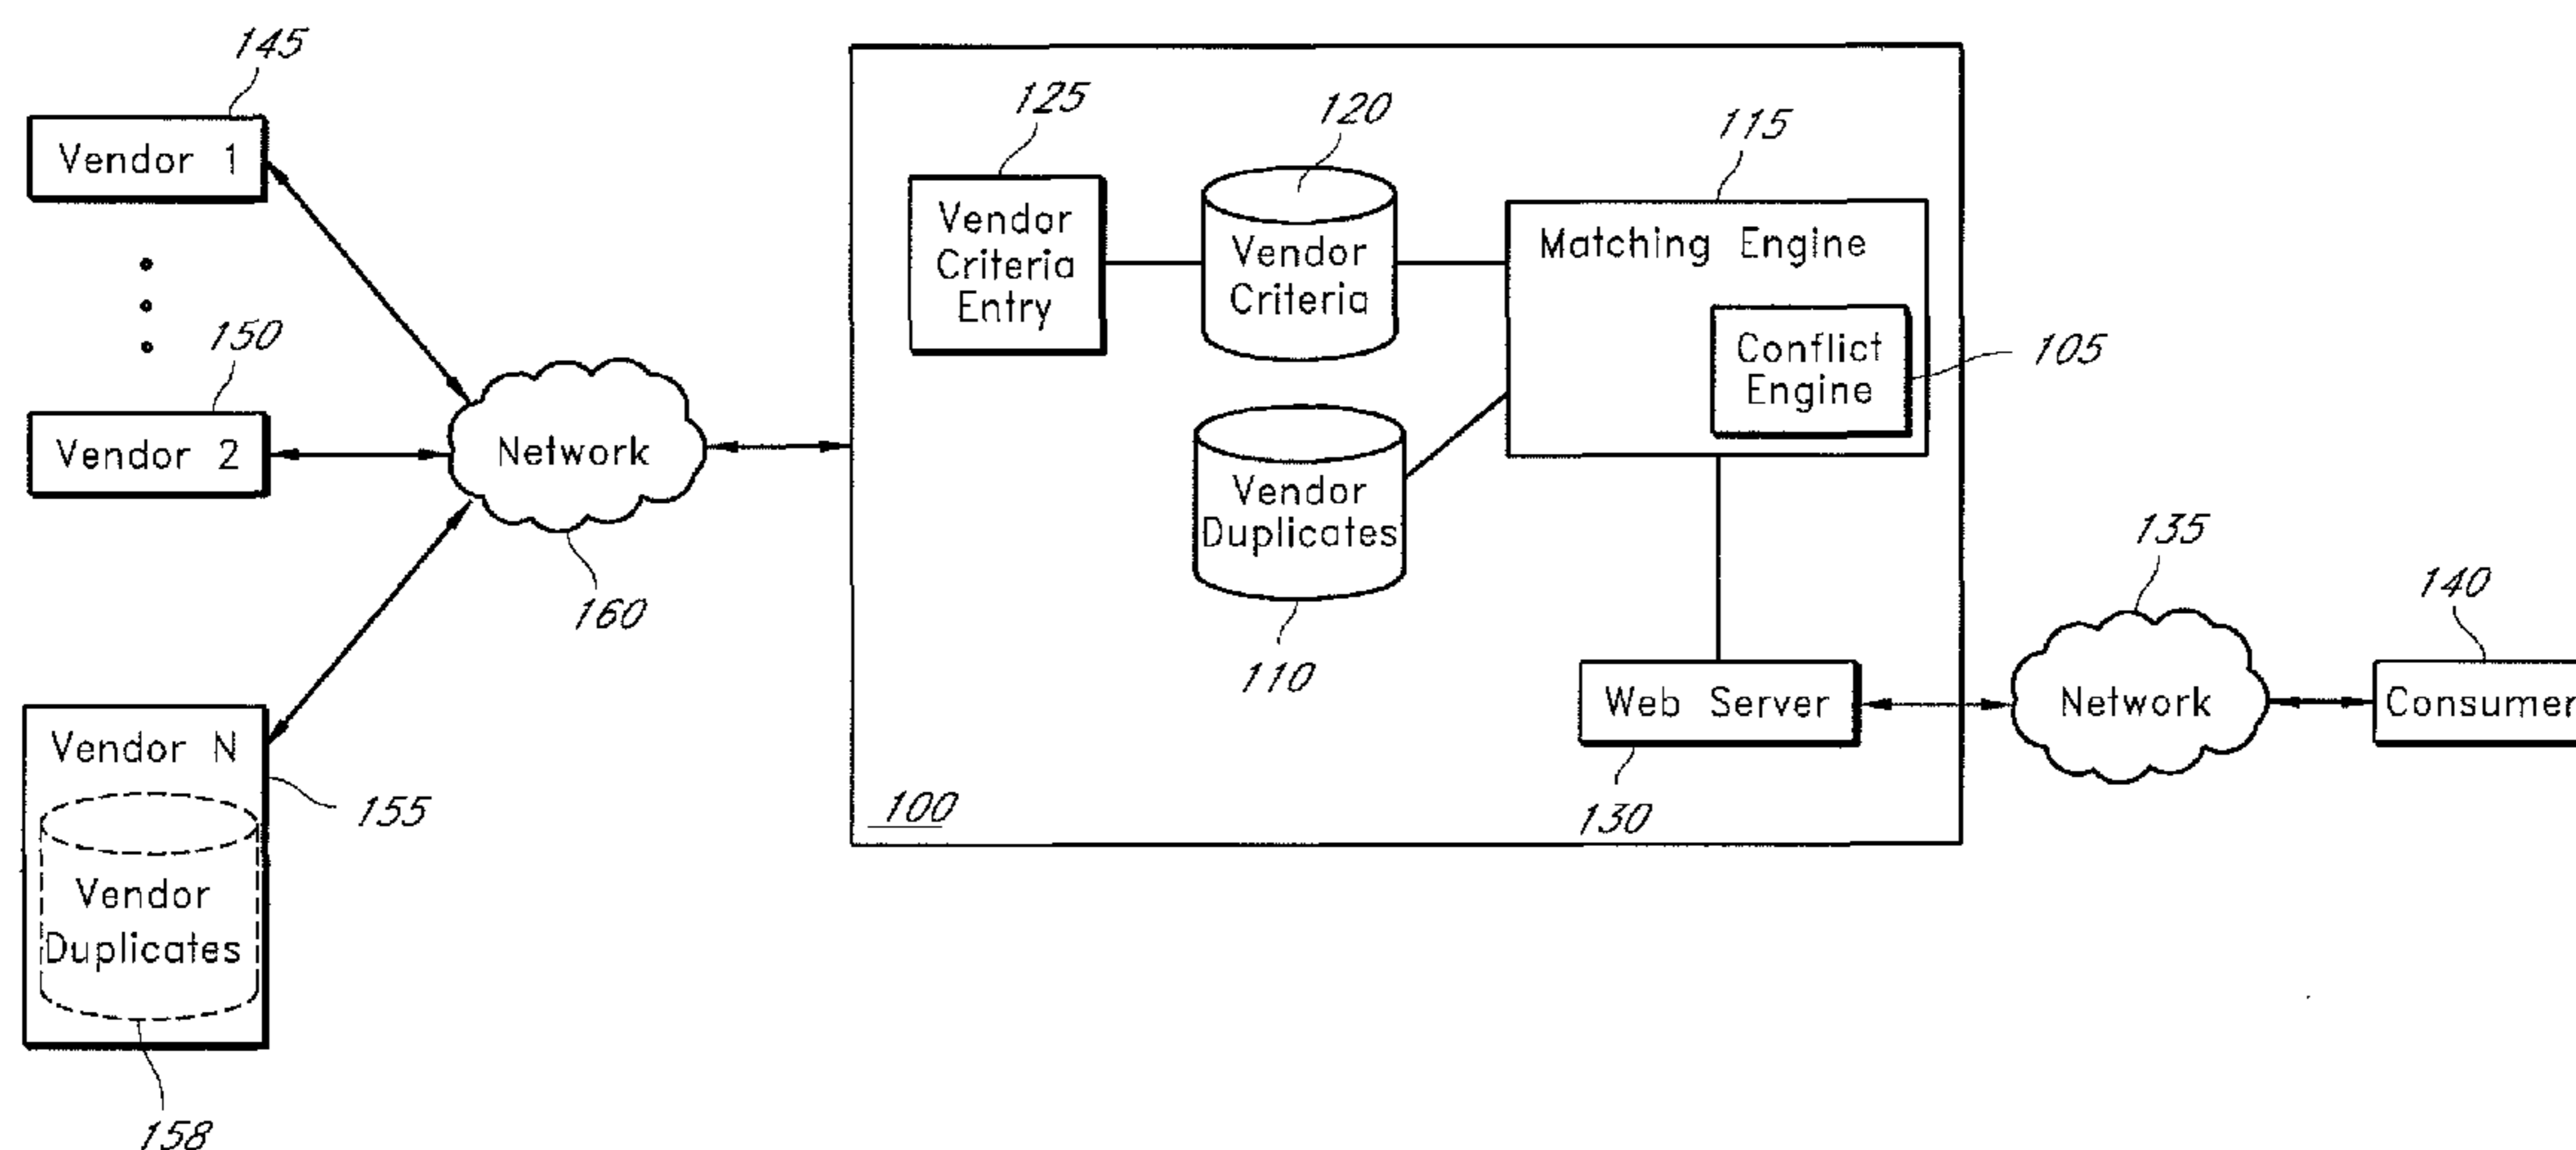 145
Vendor 1
150
Vendor 2
Network
160
Vendor N
155
Vendor
Duplicates
158
125
Vendor
Criteria
Entry
120
Vendor
Criteria
115
Matching Engine
Conflict
Engine
105
Vendor
Duplicates
110
Web Server
130
100
135
Network
140
Consumer